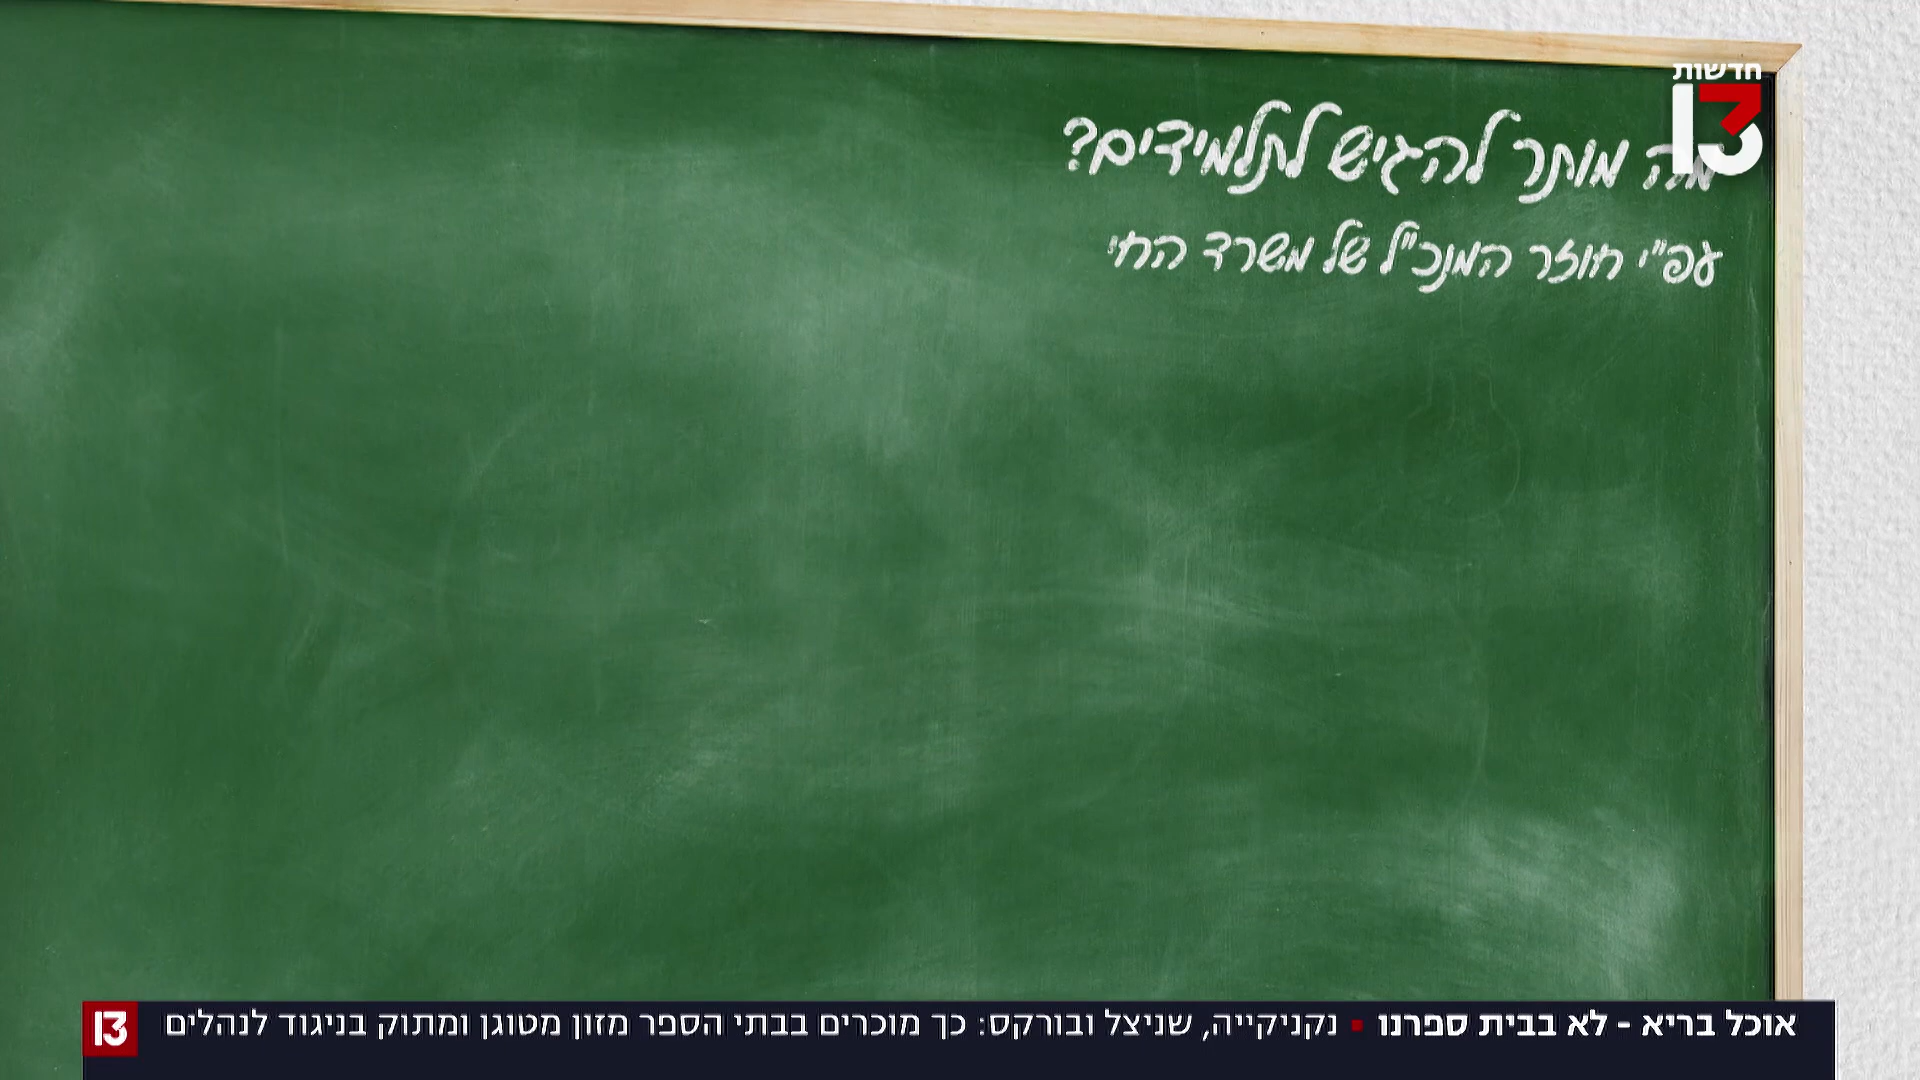 חדשות
13
מה מותר להגיש לתלמידים?
עפ"י חוזר המנכ"ל של משרד החי
אוכל בריא - לא בבית ספרנו ▪ נקניקייה, שניצל ובורקס: כך מוכרים בבתי הספר מזון מטוגן ומתוק בניגוד לנהלים
13